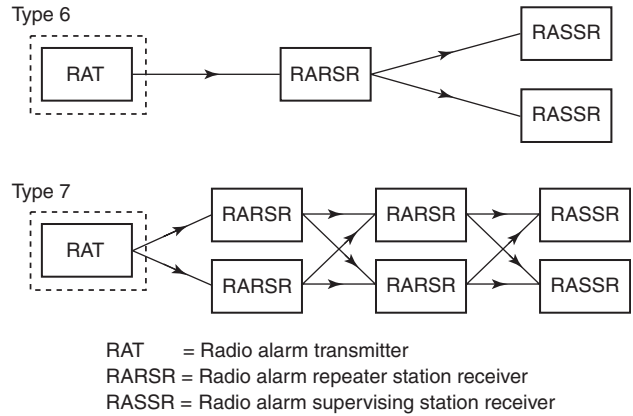 Type 6
RAT
RARSR
RASSR
RASSR
Type 7
RAT
RARSR
RARSR
RASSR
RARSR
RARSR
RASSR
RAT = Radio alarm transmitter
RARSR = Radio alarm repeater station receiver
RASSR = Radio alarm supervising station receiver